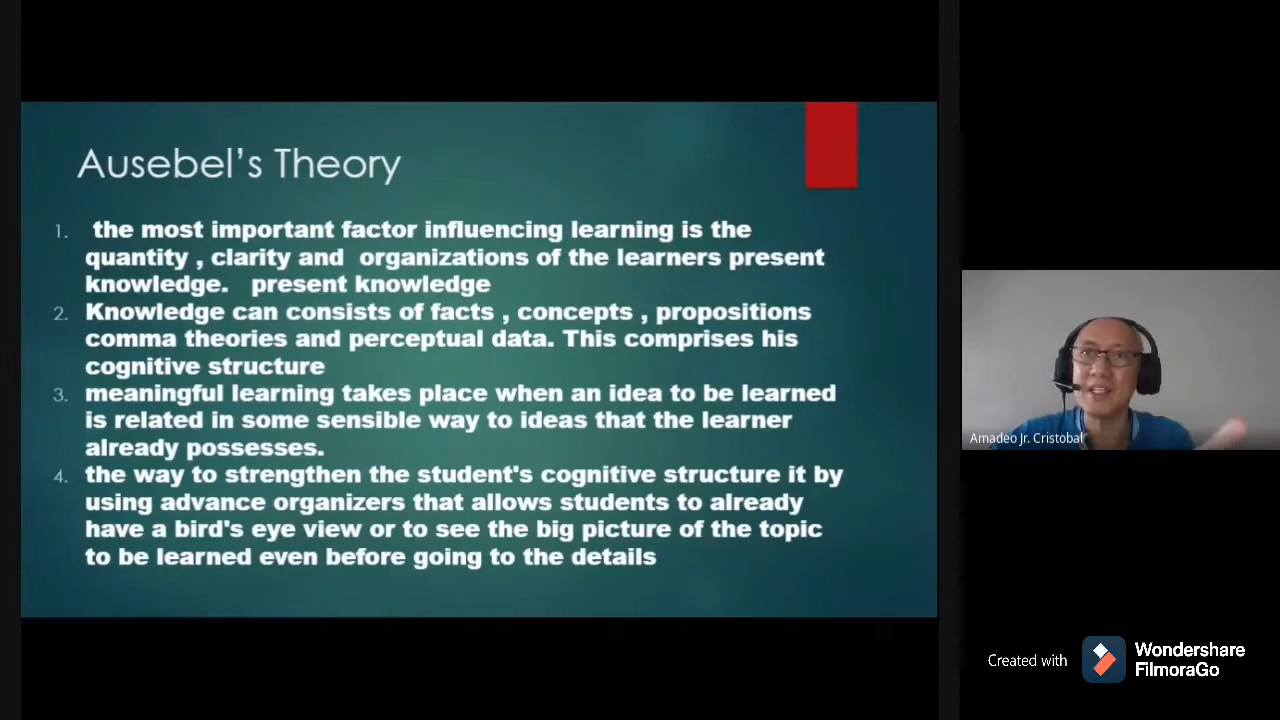 Ausebel's Theory
1. the most important factor influencing learning is the
quantity , clarity and organizations of the learners present
knowledge. present knowledge
2. Knowledge can consists of facts , concepts , propositions
comma theories and perceptual data. This comprises his
cognitive structure
3. meaningful learning takes place when an idea to be learned
is related in some sensible way to ideas that the learner
already possesses.
4. the way to strengthen the student's cognitive structure it by
using advance organizers that allows students to already
have a bird's eye view or to see the big picture of the topic
to be learned even before going to the details
Amadeo Jr. Cristobal
Created with
Wondershare
FilmoraGo